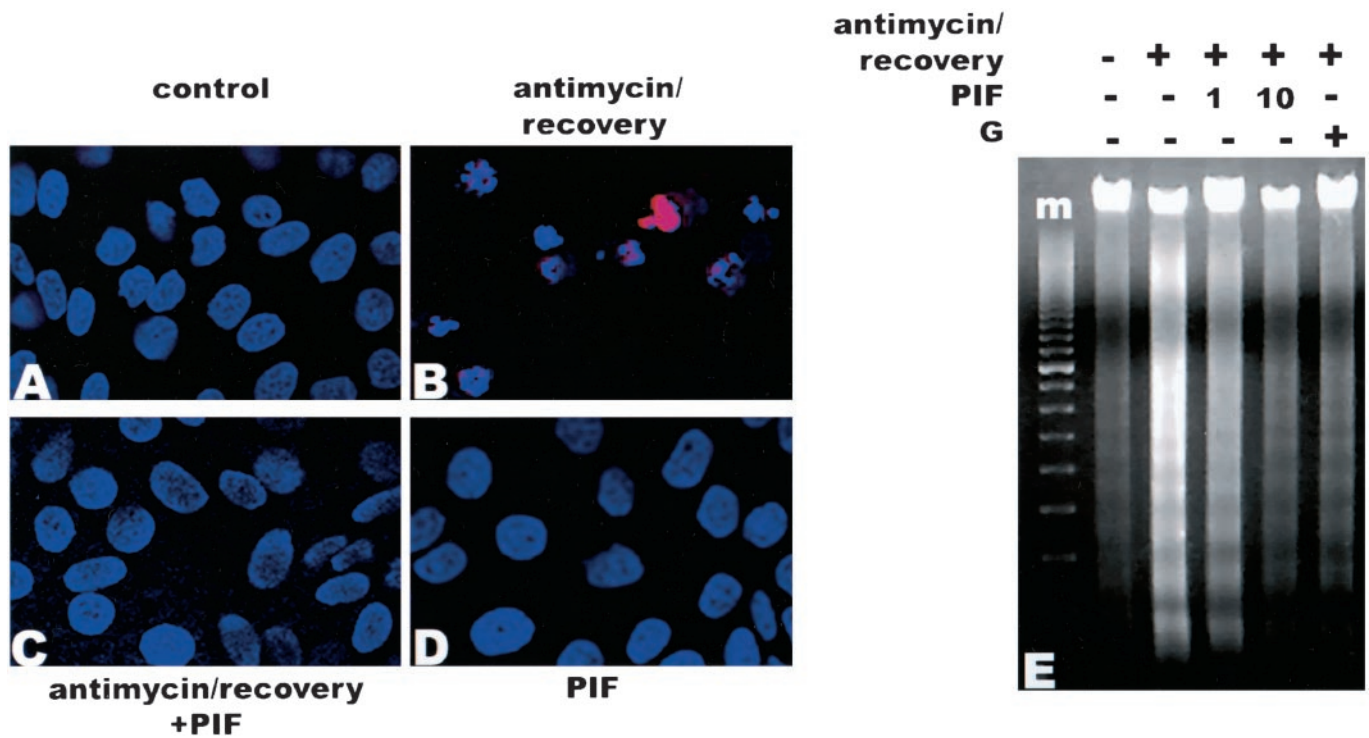 control
antimycin/
recovery
A
B
C
D
antimycin/recovery
+PIF
PIF
antimycin/
recovery - + + + +
PIF - - 1 10 -
G - - - - +
m
E